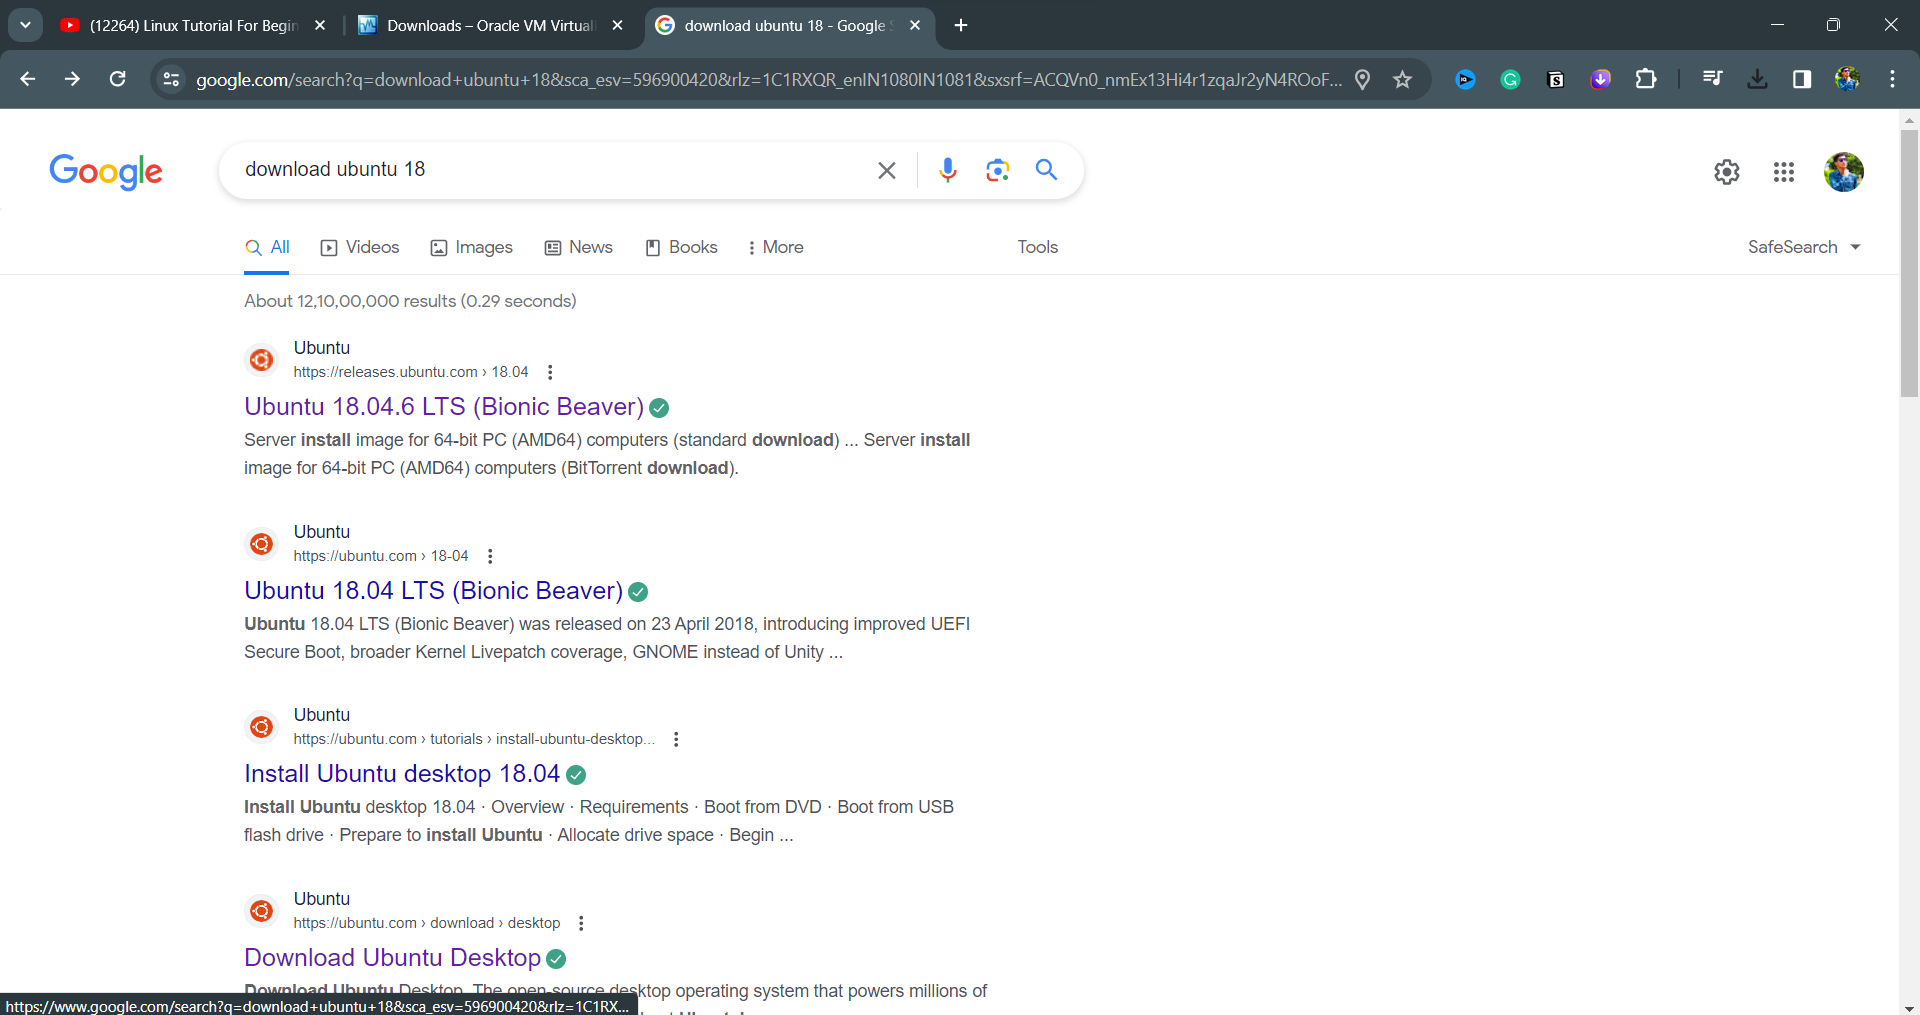 (12264) Linux Tutorial For Begin
Downloads – Oracle VM Virtual
download ubuntu 18 - Google
google.com/search?q=download+ubuntu+18&sca_esv=596900420&rlz=1C1RXQR_enIN1080IN1081&sxsrf=ACQVn0_nmEx13Hi4r1zqaJr2yN4ROoF...
Google
download ubuntu 18
All
Videos
Images
News
Books
More
Tools
SafeSearch
About 12,10,00,000 results (0.29 seconds)
Ubuntu
https://releases.ubuntu.com › 18.04
Ubuntu 18.04.6 LTS (Bionic Beaver)
Server install image for 64-bit PC (AMD64) computers (standard download) ... Server install
image for 64-bit PC (AMD64) computers (BitTorrent download).
Ubuntu
https://ubuntu.com › 18-04
Ubuntu 18.04 LTS (Bionic Beaver)
Ubuntu 18.04 LTS (Bionic Beaver) was released on 23 April 2018, introducing improved UEFI
Secure Boot, broader Kernel Livepatch coverage, GNOME instead of Unity ...
Ubuntu
https://ubuntu.com › tutorials › install-ubuntu-desktop...
Install Ubuntu desktop 18.04
Install Ubuntu desktop 18.04 · Overview · Requirements · Boot from DVD · Boot from USB
flash drive · Prepare to install Ubuntu · Allocate drive space · Begin ...
Ubuntu
https://ubuntu.com › download › desktop
Download Ubuntu Desktop
Download Ubuntu Desktop. The open-source desktop operating system that powers millions of
https://www.google.com/search?q=download+ubuntu+18&sca_esv=596900420&rlz=1C1RX...